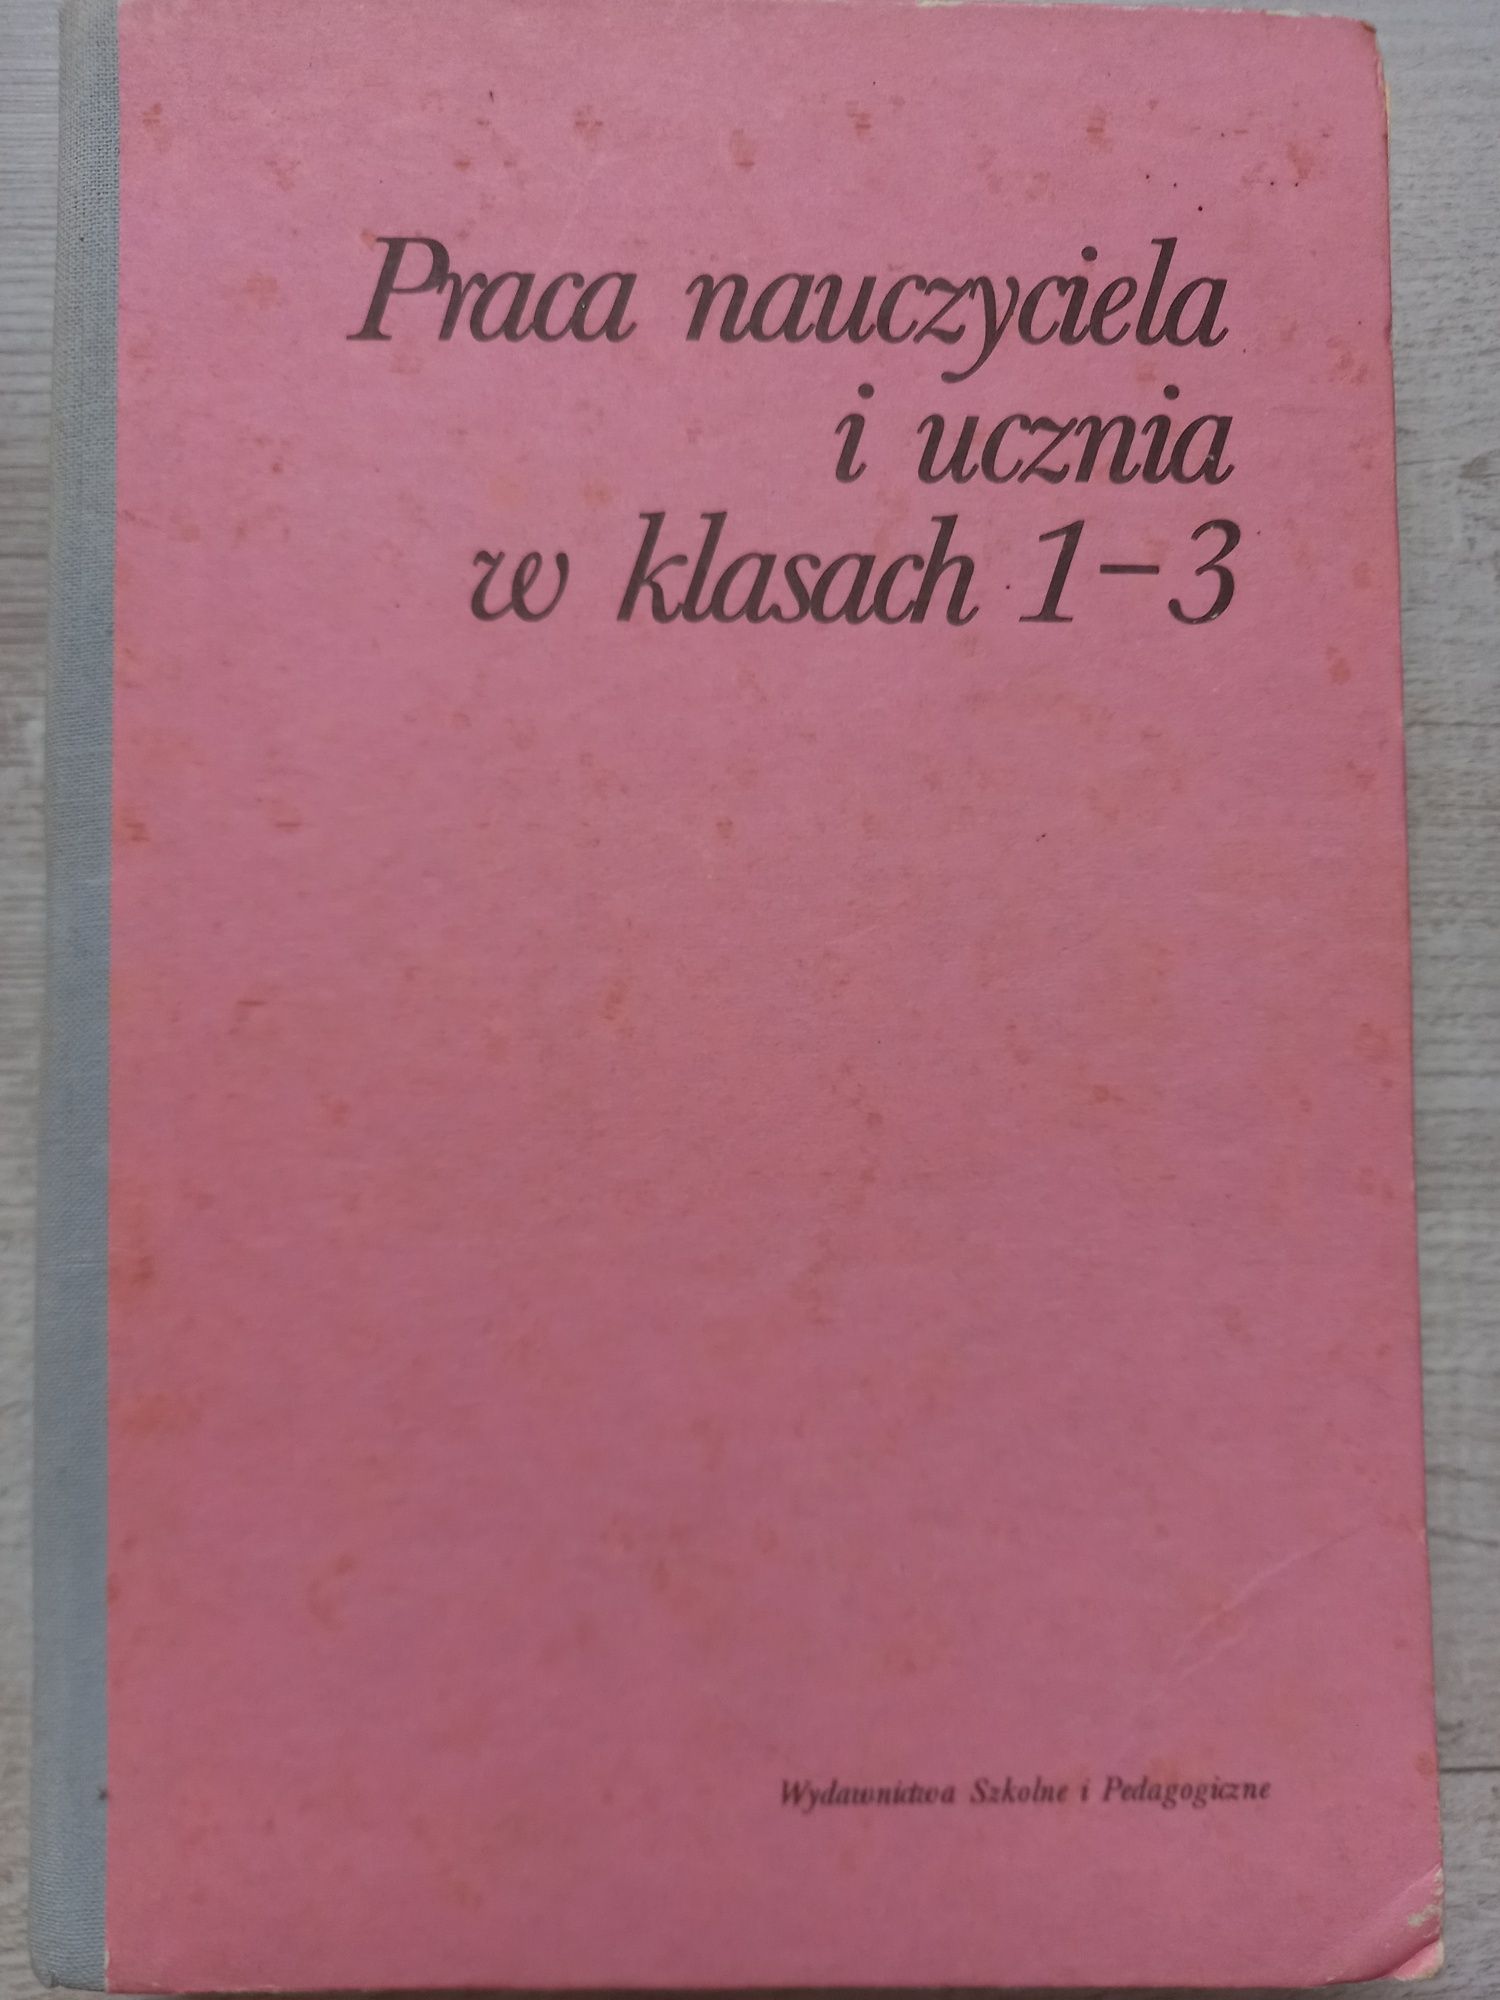 Praca nauczyciela
i ucznia
w klasach 1-3
Wydawnictwa Szkolne i Pedagogiczne